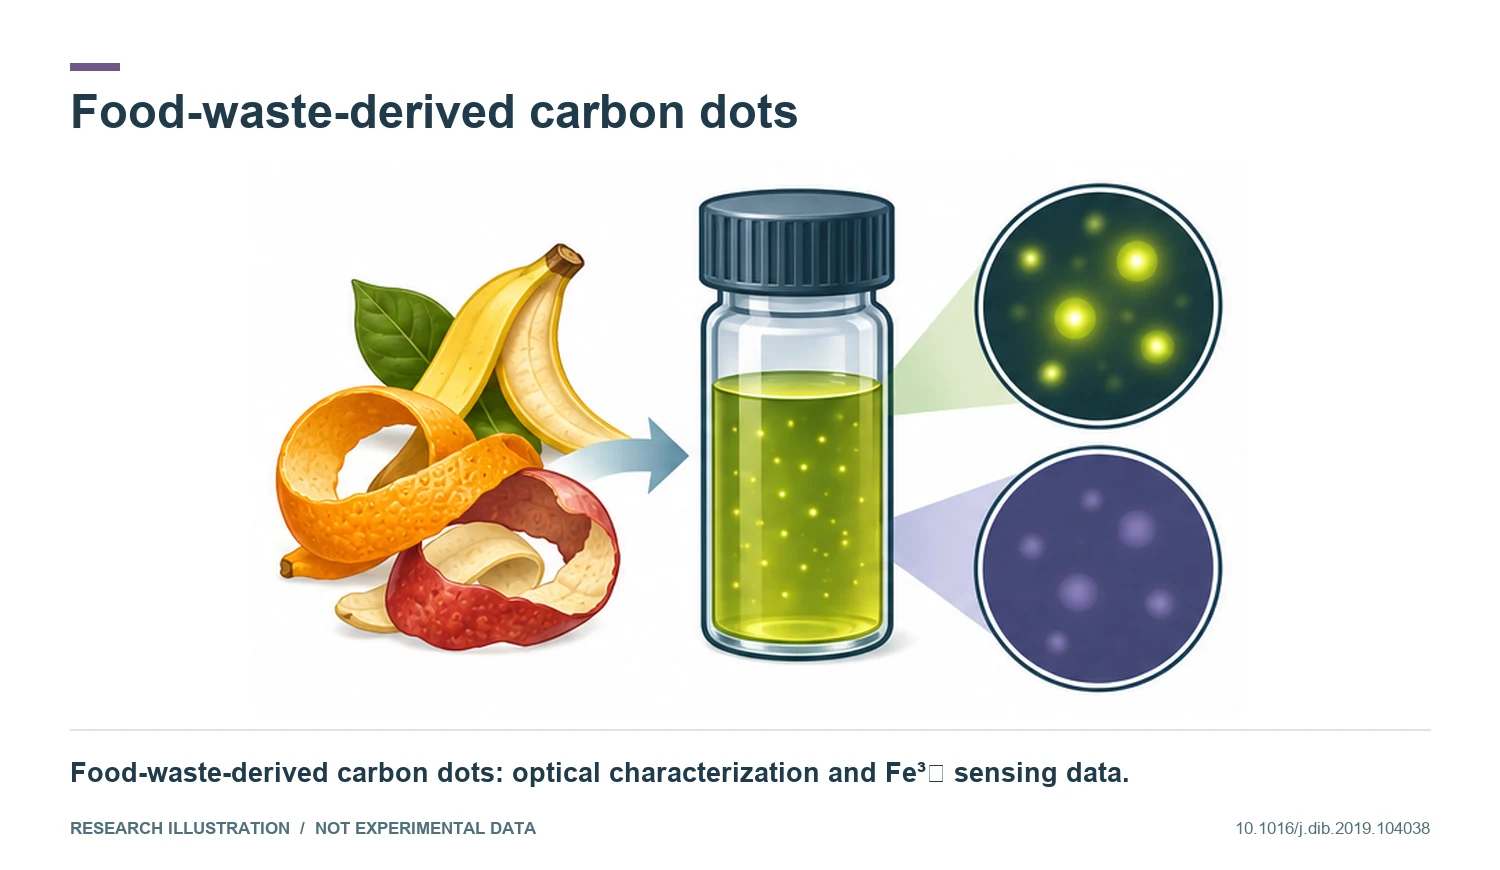 Food-waste-derived carbon dots
Food-waste-derived carbon dots: optical characterization and Fe³□ sensing data.
RESEARCH ILLUSTRATION / NOT EXPERIMENTAL DATA
10.1016/j.dib.2019.104038